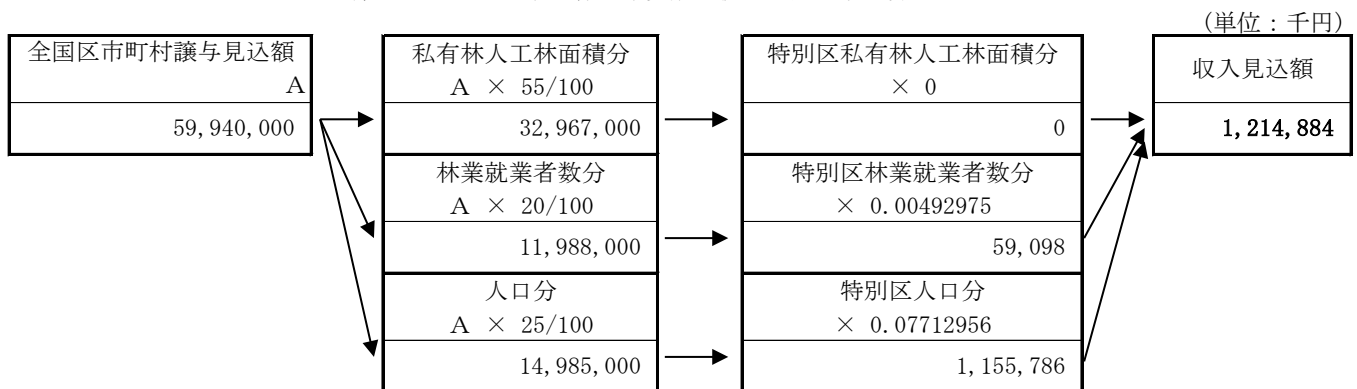 (単位：千円)
全国区市町村譲与見込額
A
59,940,000
私有林人工林面積分
A × 55/100
32,967,000
特別区私有林人工林面積分
× 0
0
収入見込額
1,214,884
林業就業者数分
A × 20/100
11,988,000
特別区林業就業者数分
× 0.00492975
59,098
人口分
A × 25/100
14,985,000
特別区人口分
× 0.07712956
1,155,786